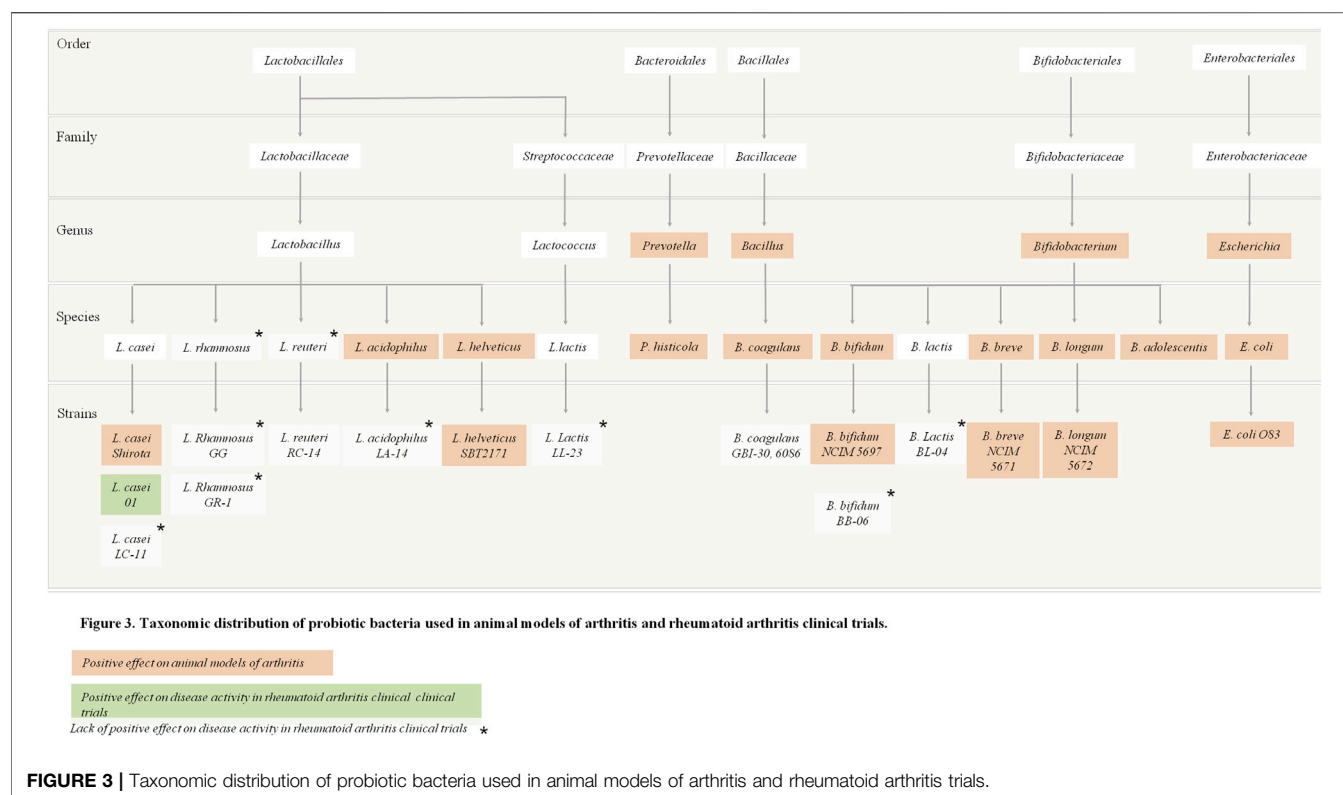 Order
Lactobacillales
Bacteroidales
Bacillales
Bifidobacteriales
Enterobacteriales
Family
Lactobacillaceae
Streptococcaceae
Prevotellaceae
Bacillaceae
Bifidobacteriaceae
Enterobacteriaceae
Genus
Lactobacillus
Lactococcus
Prevotella
Bacillus
Bifidobacterium
Escherichia
Species
L. casei
L. rhamnosus *
L. reuteri *
L. acidophilus
L. helveticus
L.lactis
P. histicola
B. coagulans
B. bifidum
B. lactis
B. breve
B. longum
B. adolescentis
E. coli
Strains
L. casei
Shirota
L. Rhamnosus *
GG
L. reuteri
RC-14
L. acidophilus *
LA-14
L. helveticus
SBT2171
L. Lactis *
LL-23
B. coagulans
GBI-30, 6086
B. bifidum
NCIM 5697
B. Lactis *
BL-04
B. breve
NCIM
5671
B. longum
NCIM
5672
E. coli OS3
L. casei
01
L. Rhamnosus *
GR-1
B. bifidum *
BB-06
L. casei *
LC-11
Figure 3. Taxonomic distribution of probiotic bacteria used in animal models of arthritis and rheumatoid arthritis clinical trials.
Positive effect on animal models of arthritis
Positive effect on disease activity in rheumatoid arthritis clinical clinical
trials
Lack of positive effect on disease activity in rheumatoid arthritis clinical trials *
FIGURE 3 | Taxonomic distribution of probiotic bacteria used in animal models of arthritis and rheumatoid arthritis trials.